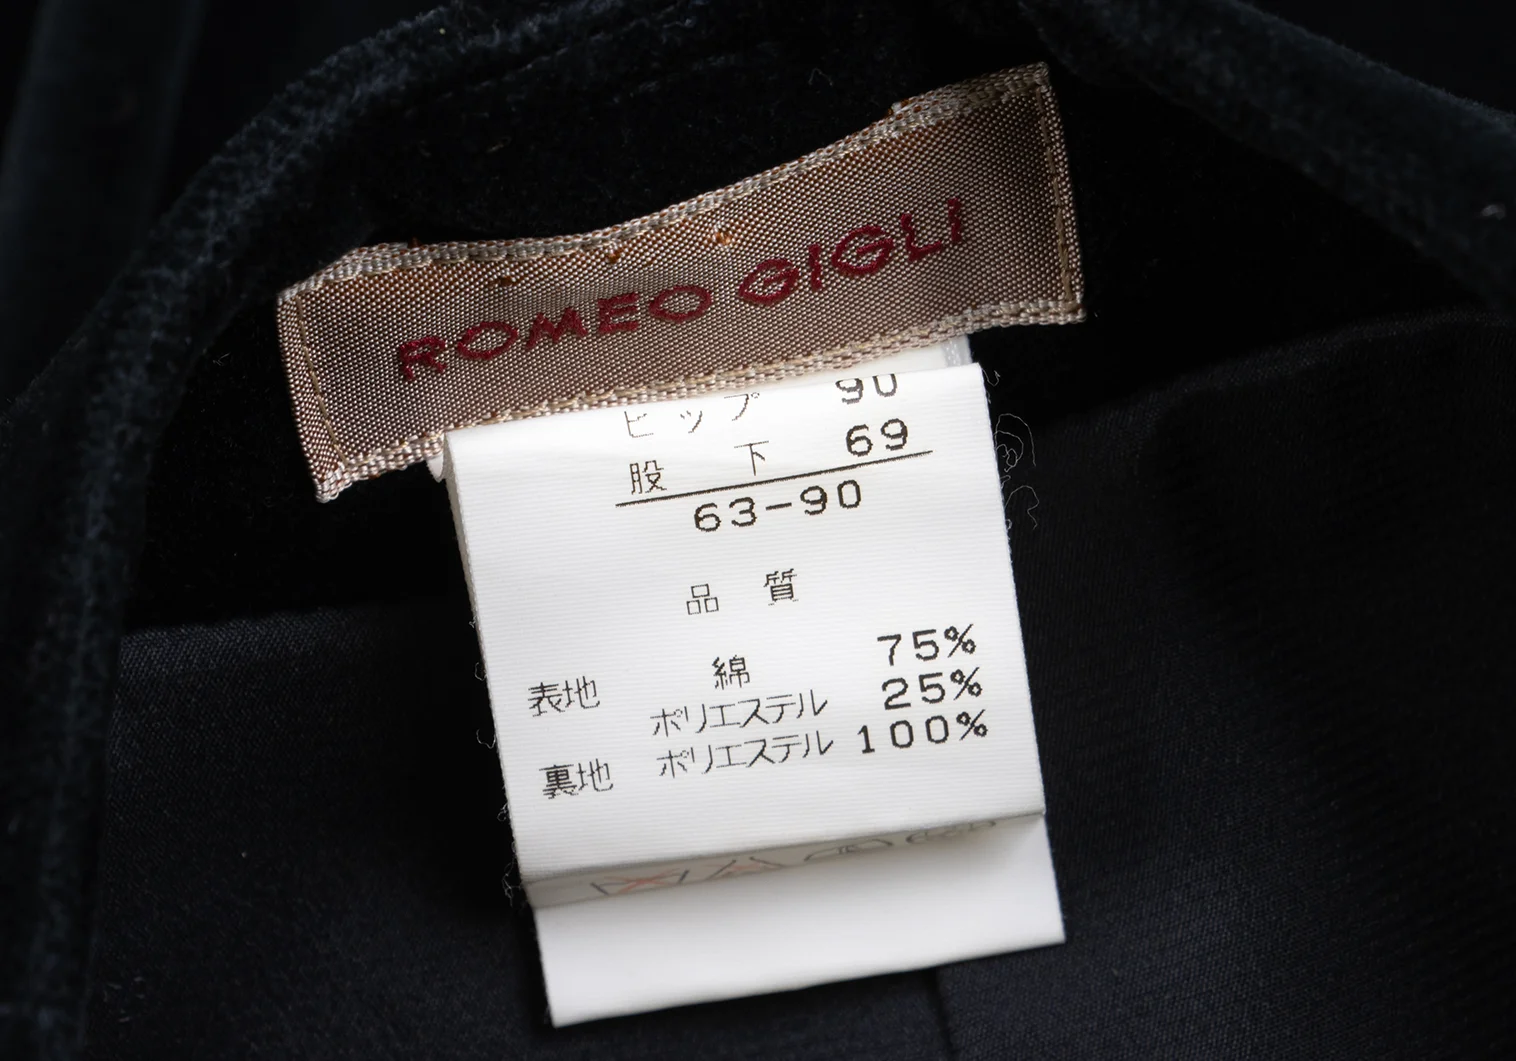 ROMEO GIGLI
ヒップ 90
股下 69
63-90
品質
表地 綿 75%
ポリエステル 25%
裏地 ポリエステル 100%